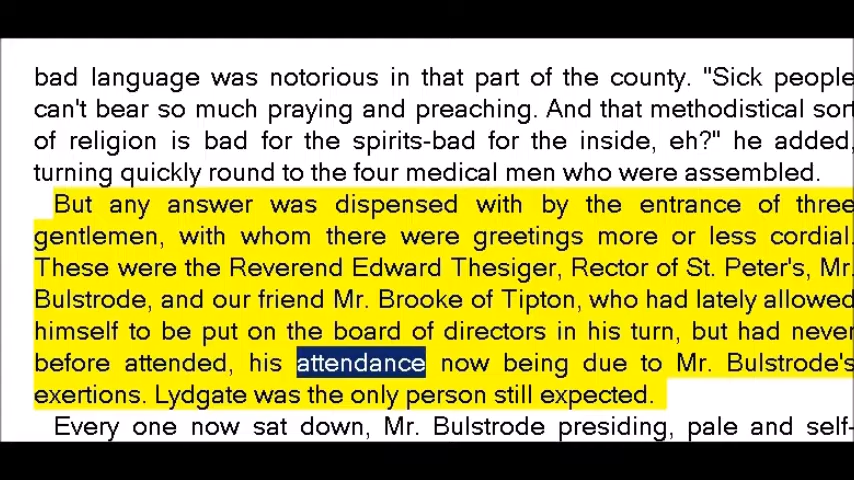 bad language was notorious in that part of the county. "Sick people
can't bear so much praying and preaching. And that methodistical sort
of religion is bad for the spirits-bad for the inside, eh?" he added,
turning quickly round to the four medical men who were assembled.
But any answer was dispensed with by the entrance of three
gentlemen, with whom there were greetings more or less cordial.
These were the Reverend Edward Thesiger, Rector of St. Peter's, Mr.
Bulstrode, and our friend Mr. Brooke of Tipton, who had lately allowed
himself to be put on the board of directors in his turn, but had never
before attended, his attendance now being due to Mr. Bulstrode's
exertions. Lydgate was the only person still expected.
Every one now sat down, Mr. Bulstrode presiding, pale and self-